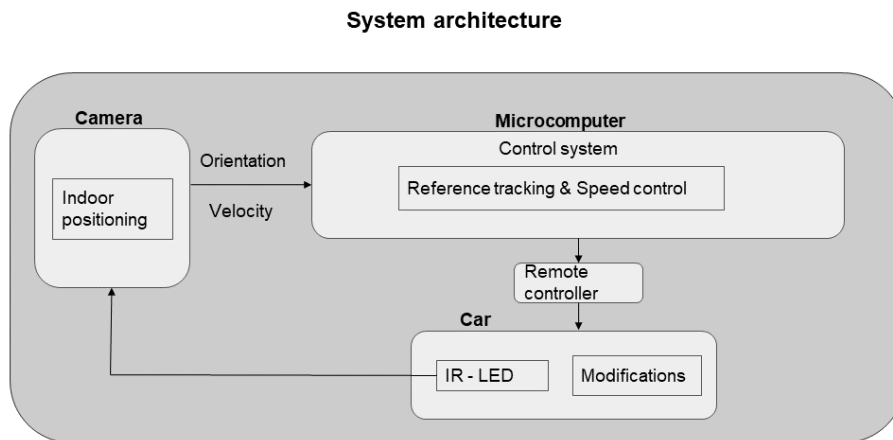 System architecture
Camera
Indoor
positioning
Orientation
Velocity
Microcomputer
Control system
Reference tracking & Speed control
Remote
controller
Car
IR - LED
Modifications